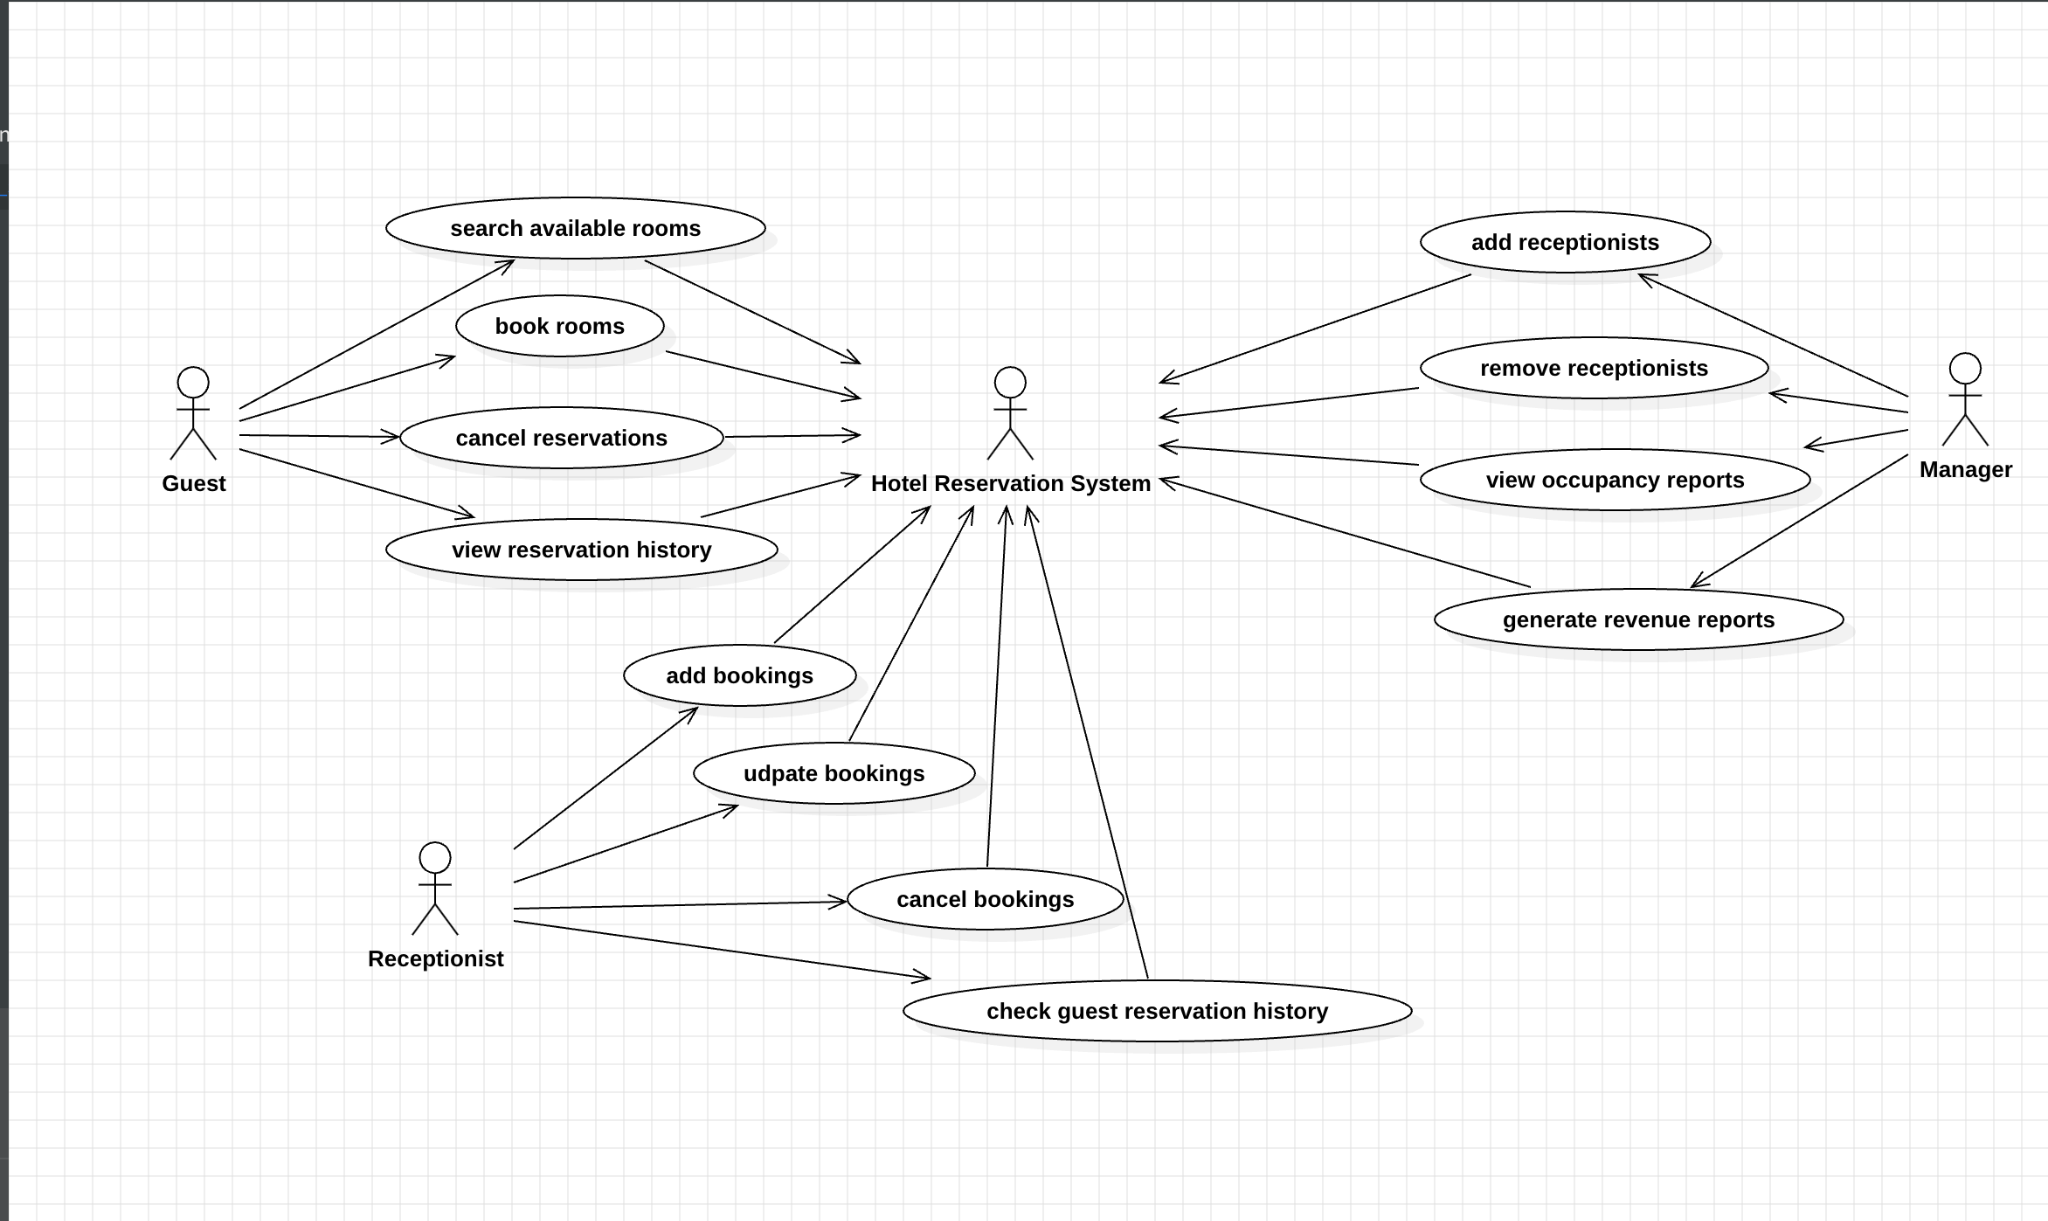 search available rooms
add receptionists
book rooms
remove receptionists
cancel reservations
Guest
Hotel Reservation System
Manager
view occupancy reports
view reservation history
generate revenue reports
add bookings
udpate bookings
cancel bookings
Receptionist
check guest reservation history